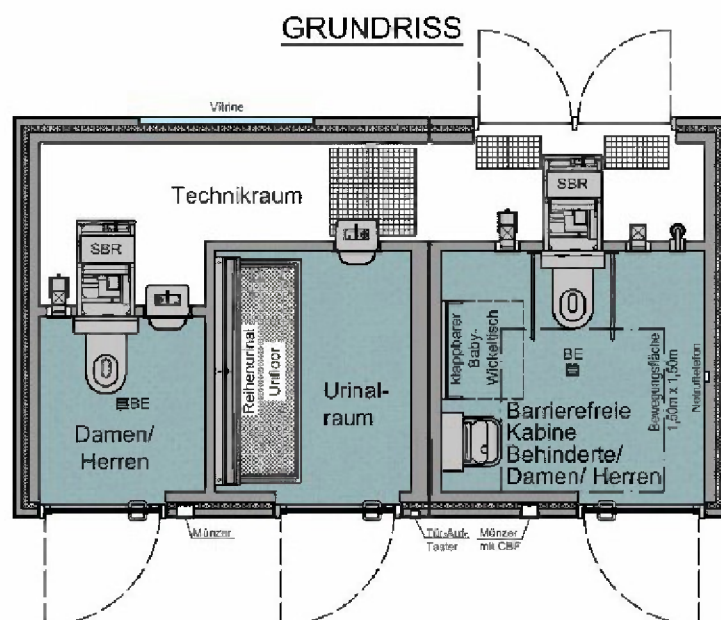 GRUNDRISS
Vitrine
Technikraum
SBR
SBR
Reihenurinal
Urifloor
Urinal-
raum
BE
Damen/
Herren
klappbarer
Baby-
Wickeltisch
BE
Bewegungsfläche
1,50m x 1,50m
Notruftelefon
Barrierefreie
Kabine
Behinderte/
Damen/ Herren
Münzer
Tür-Auf-
Taster
Münzer
mit CBF